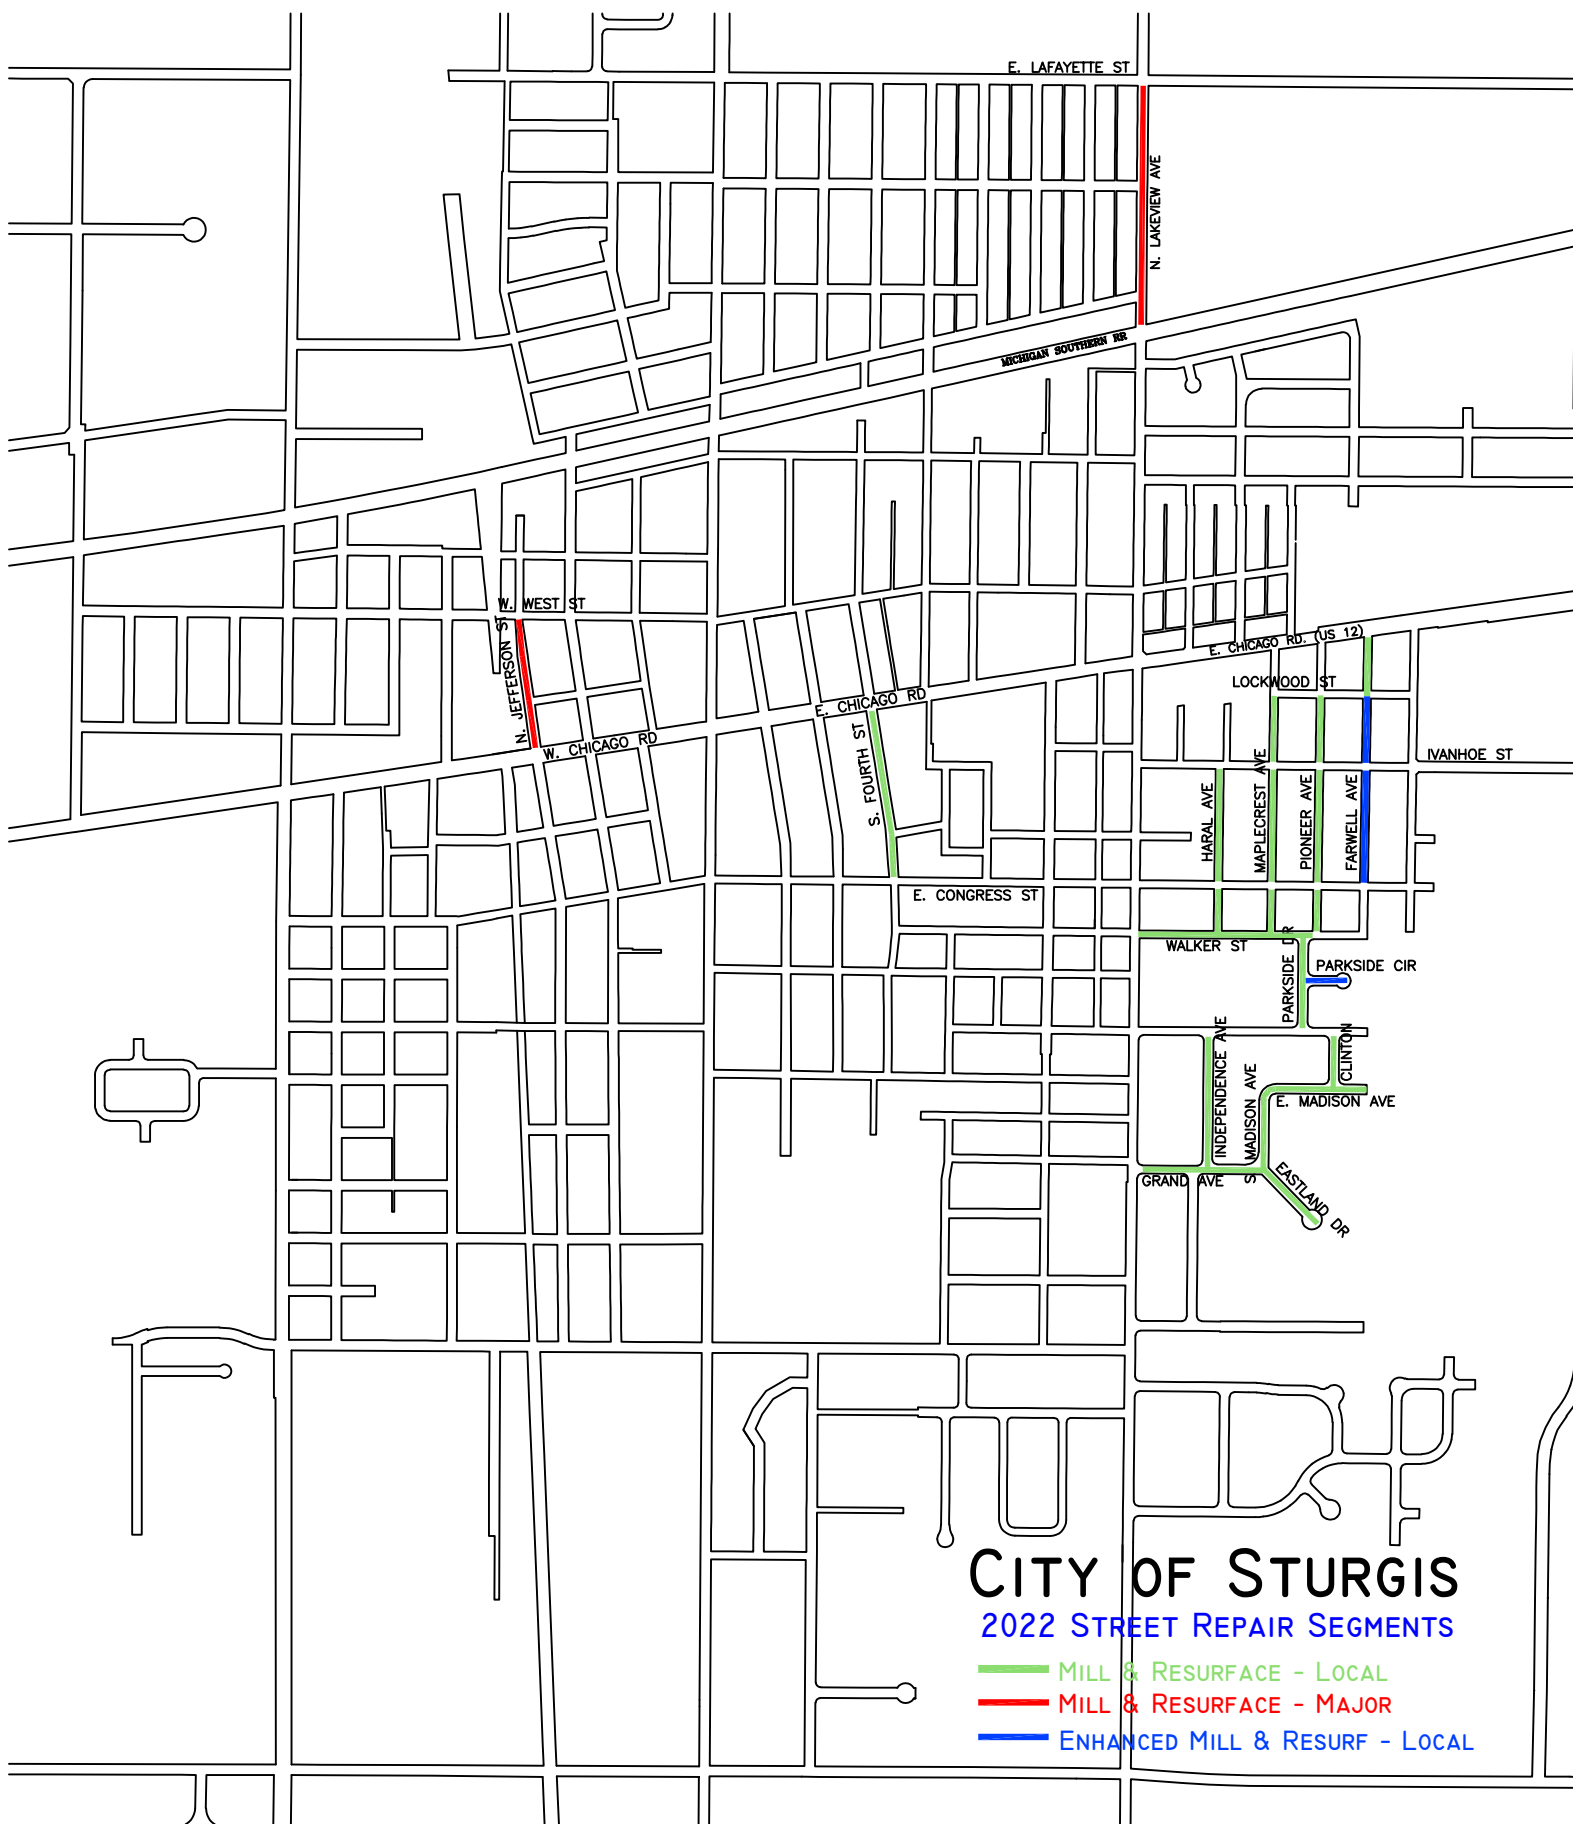 E. LAFAYETTE ST
N. LAKEVIEW AVE
MICHIGAN SOUTHERN RR
W. WEST ST
N. JEFFERSON ST
W. CHICAGO RD
E. CHICAGO RD
S. FOURTH ST
E. CONGRESS ST
E. CHICAGO RD. (US 12)
LOCKWOOD ST
IVANHOE ST
HARAL AVE
MAPLECREST AVE
PIONEER AVE
FARWELL AVE
WALKER ST
PARKSIDE DR
PARKSIDE CIR
INDEPENDENCE AVE
S MADISON AVE
CLINTON
E. MADISON AVE
GRAND AVE
EASTLAND DR
CITY OF STURGIS
2022 STREET REPAIR SEGMENTS
MILL & RESURFACE - LOCAL
MILL & RESURFACE - MAJOR
ENHANCED MILL & RESURF - LOCAL